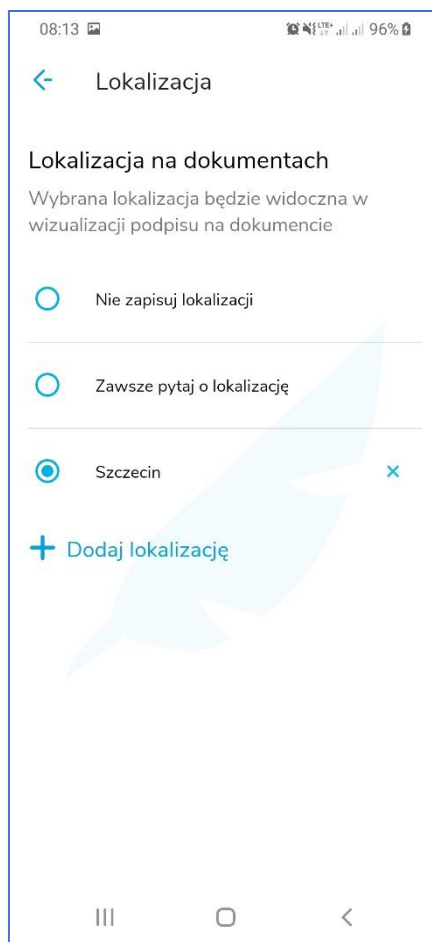 08:13 LTE+ 96%
Lokalizacja
Lokalizacja na dokumentach
Wybrana lokalizacja będzie widoczna w
wizualizacji podpisu na dokumencie
Nie zapisuj lokalizacji
Zawsze pytaj o lokalizację
Szczecin
Dodaj lokalizację